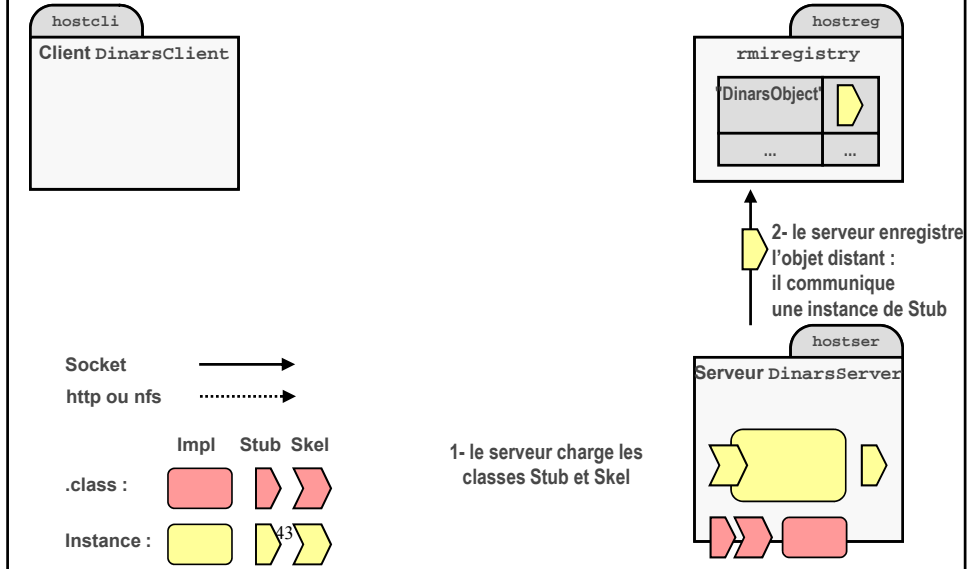 hostcli
Client DinarsClient
hostreg
rmiregistry
"DinarsObject"
... ...
2- le serveur enregistre
l'objet distant :
il communique
une instance de Stub
hostser
Serveur DinarsServer
Socket
http ou nfs
Impl Stub Skel
.class :
Instance :
43
1- le serveur charge les
classes Stub et Skel